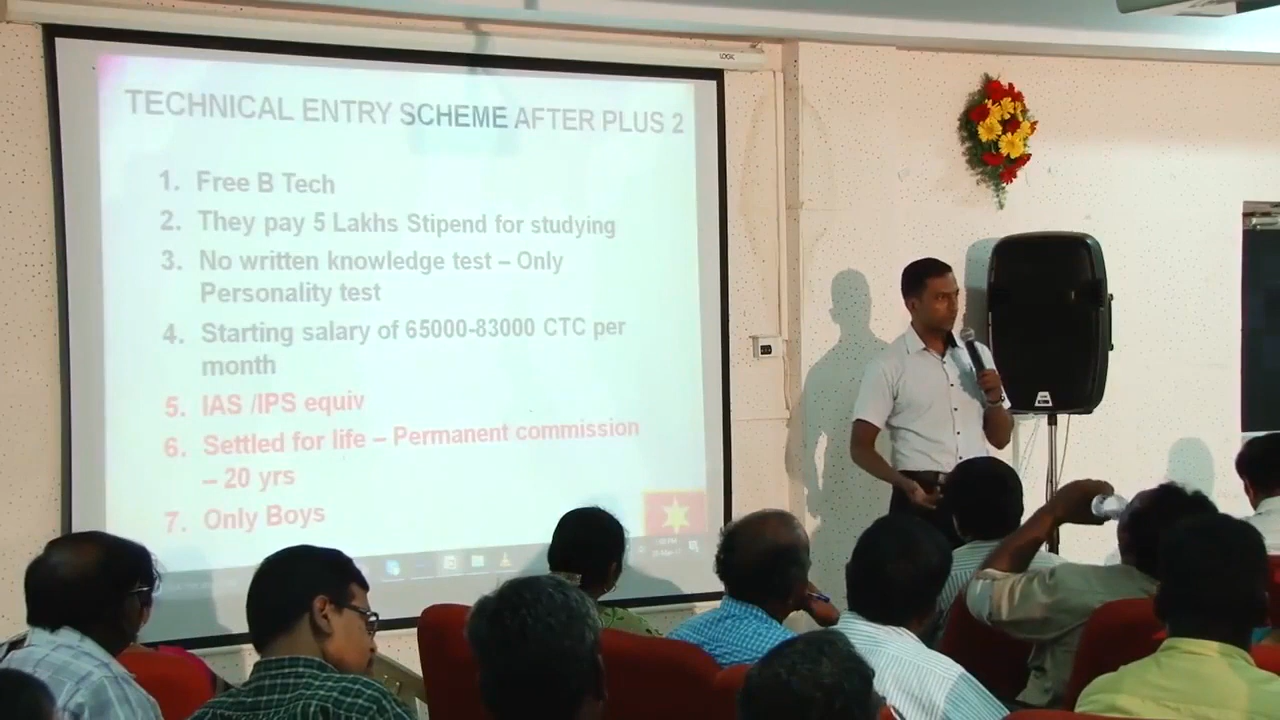 LOGIC
TECHNICAL ENTRY SCHEME AFTER PLUS 2
1. Free B Tech
2. They pay 5 Lakhs Stipend for studying
3. No written knowledge test – Only
Personality test
4. Starting salary of 65000-83000 CTC per
month
5. IAS /IPS equiv
6. Settled for life – Permanent commission
– 20 yrs
7. Only Boys